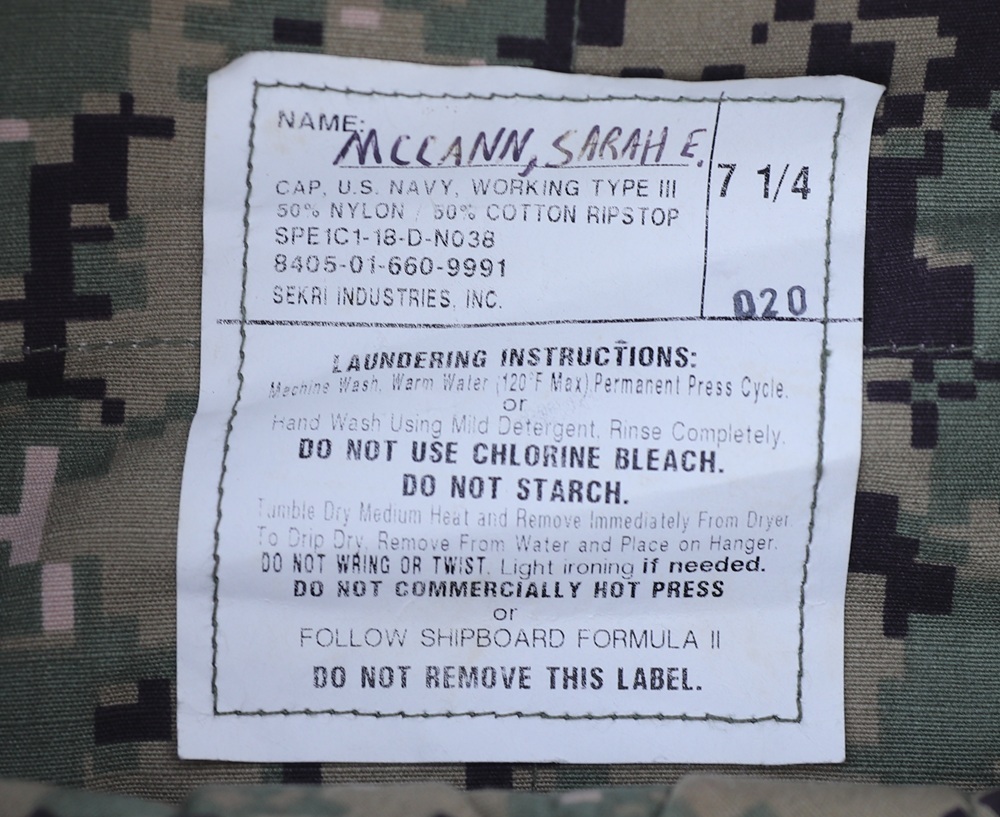 NAME:
MCCANN, SARAH E.
CAP, U.S. NAVY, WORKING TYPE III
50% NYLON / 50% COTTON RIPSTOP
SPE1C1-18-D-N038
8405-01-660-9991
SEKRI INDUSTRIES, INC.
7 1/4
020
LAUNDERING INSTRUCTIONS:
Machine Wash, Warm Water (120°F Max) Permanent Press Cycle.
or
Hand Wash Using Mild Detergent, Rinse Completely.
DO NOT USE CHLORINE BLEACH.
DO NOT STARCH.
Tumble Dry Medium Heat and Remove Immediately From Dryer.
To Drip Dry, Remove From Water and Place on Hanger.
DO NOT WRING OR TWIST. Light ironing if needed.
DO NOT COMMERCIALLY HOT PRESS
or
FOLLOW SHIPBOARD FORMULA II
DO NOT REMOVE THIS LABEL.